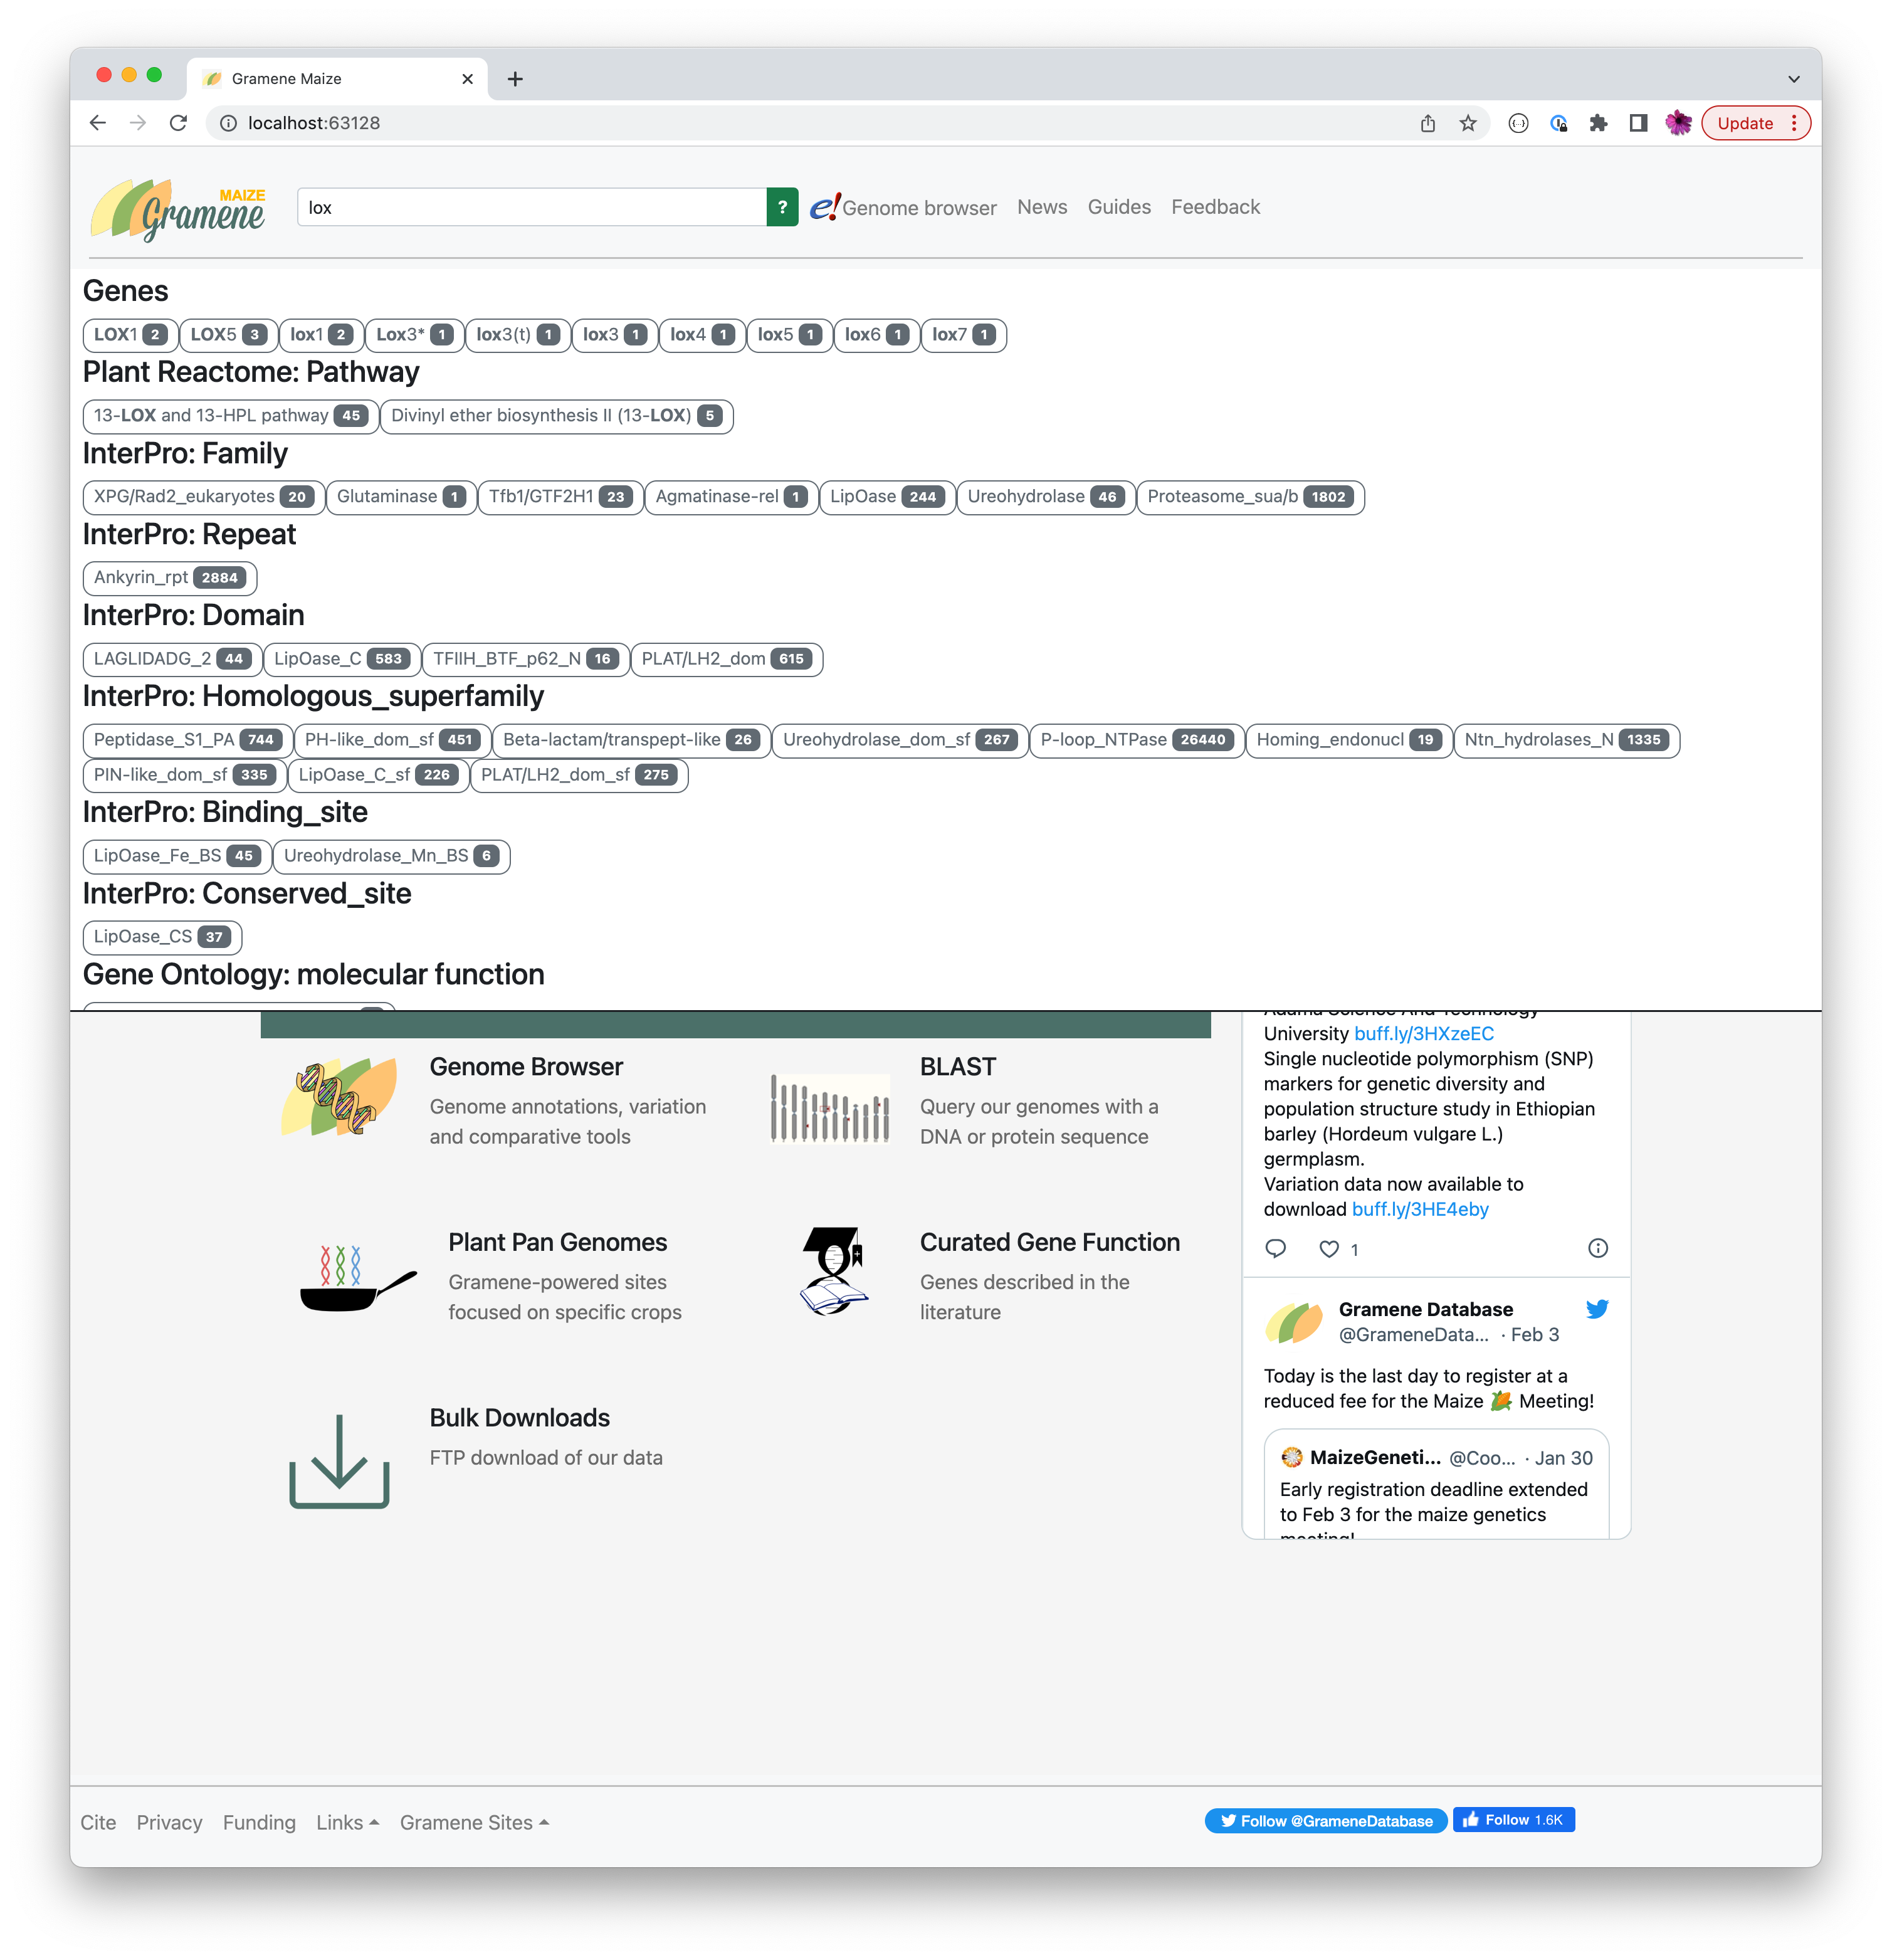 Gramene Maize
localhost:63128
Update
MAIZE
Gramene
lox
?
e! Genome browser News Guides Feedback
Genes
LOX1 2 LOX5 3 lox1 2 Lox3* 1 lox3(t) 1 lox3 1 lox4 1 lox5 1 lox6 1 lox7 1
Plant Reactome: Pathway
13-LOX and 13-HPL pathway 45 Divinyl ether biosynthesis II (13-LOX) 5
InterPro: Family
XPG/Rad2_eukaryotes 20 Glutaminase 1 Tfb1/GTF2H1 23 Agmatinase-rel 1 LipOase 244 Ureohydrolase 46 Proteasome_sua/b 1802
InterPro: Repeat
Ankyrin_rpt 2884
InterPro: Domain
LAGLIDADG_2 44 LipOase_C 583 TFIIH_BTF_p62_N 16 PLAT/LH2_dom 615
InterPro: Homologous_superfamily
Peptidase_S1_PA 744 PH-like_dom_sf 451 Beta-lactam/transpept-like 26 Ureohydrolase_dom_sf 267 P-loop_NTPase 26440 Homing_endonucl 19 Ntn_hydrolases_N 1335
PIN-like_dom_sf 335 LipOase_C_sf 226 PLAT/LH2_dom_sf 275
InterPro: Binding_site
LipOase_Fe_BS 45 Ureohydrolase_Mn_BS 6
InterPro: Conserved_site
LipOase_CS 37
Gene Ontology: molecular function
Genome Browser
Genome annotations, variation
and comparative tools
BLAST
Query our genomes with a
DNA or protein sequence
Plant Pan Genomes
Gramene-powered sites
focused on specific crops
Curated Gene Function
Genes described in the
literature
Bulk Downloads
FTP download of our data
Adama Science And Technology
University buff.ly/3HXzeEC
Single nucleotide polymorphism (SNP)
markers for genetic diversity and
population structure study in Ethiopian
barley (Hordeum vulgare L.)
germplasm.
Variation data now available to
download buff.ly/3HE4eby
1
Gramene Database
@GrameneData... · Feb 3
Today is the last day to register at a
reduced fee for the Maize 🌽 Meeting!
MaizeGeneti... @Coo... · Jan 30
Early registration deadline extended
to Feb 3 for the maize genetics
meeting!
Cite Privacy Funding Links Gramene Sites
Follow @GrameneDatabase
Follow 1.6K